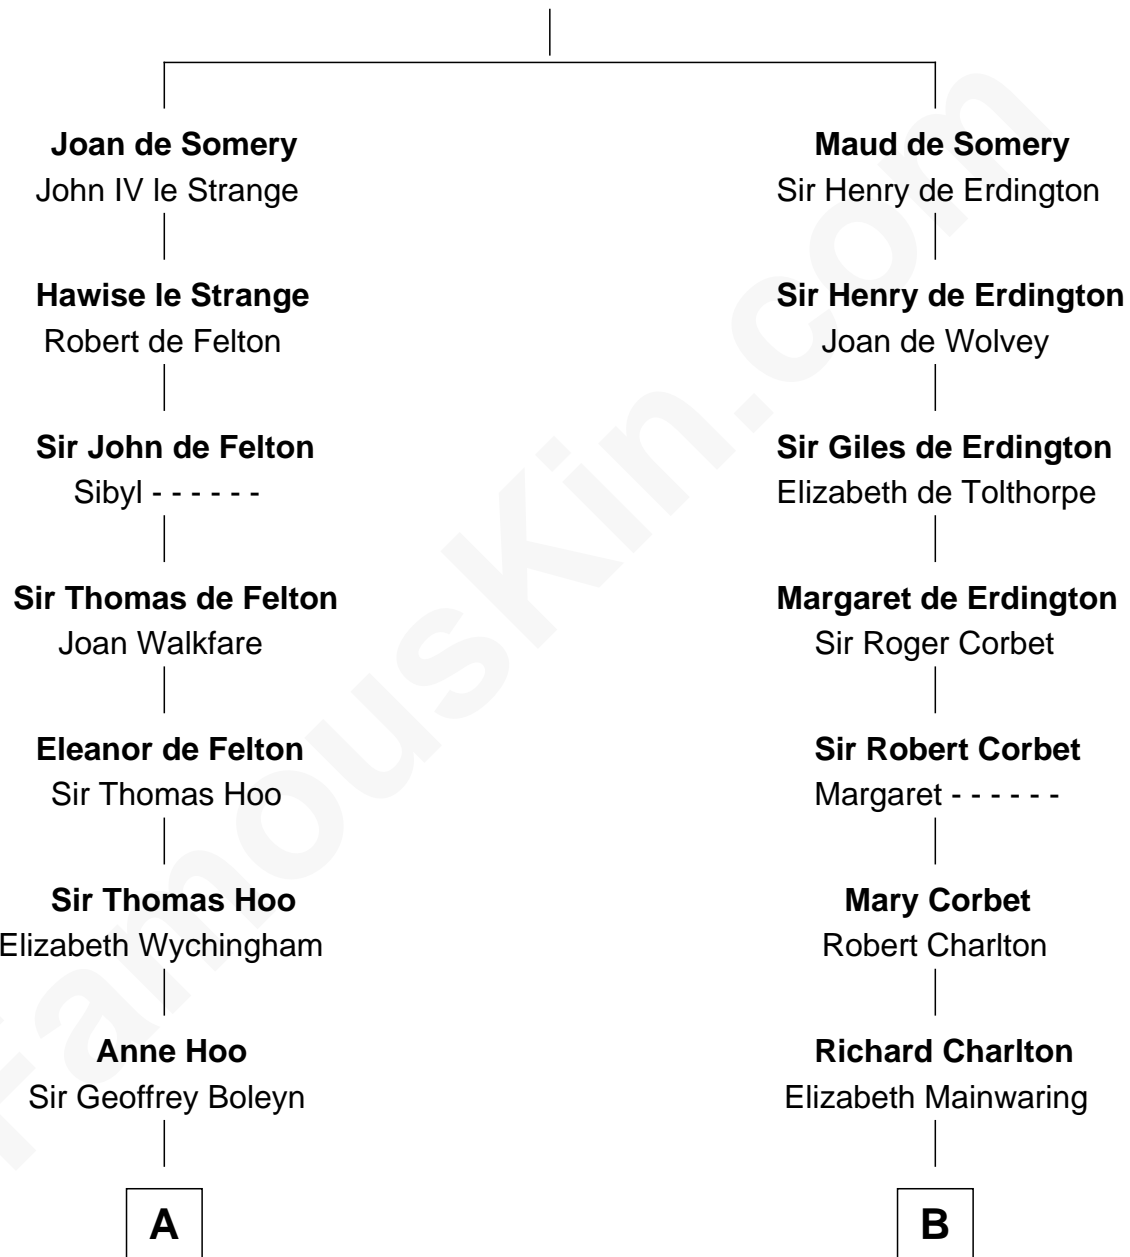 Joan de Somery
John IV le Strange
Hawise le Strange
Robert de Felton
Sir John de Felton
Sibyl - - - - - -
Sir Thomas de Felton
Joan Walkfare
Eleanor de Felton
Sir Thomas Hoo
Sir Thomas Hoo
Elizabeth Wychingham
Anne Hoo
Sir Geoffrey Boleyn
A
Maud de Somery
Sir Henry de Erdington
Sir Henry de Erdington
Joan de Wolvey
Sir Giles de Erdington
Elizabeth de Tolthorpe
Margaret de Erdington
Sir Roger Corbet
Sir Robert Corbet
Margaret - - - - - -
Mary Corbet
Robert Charlton
Richard Charlton
Elizabeth Mainwaring
B
FamousKin.com